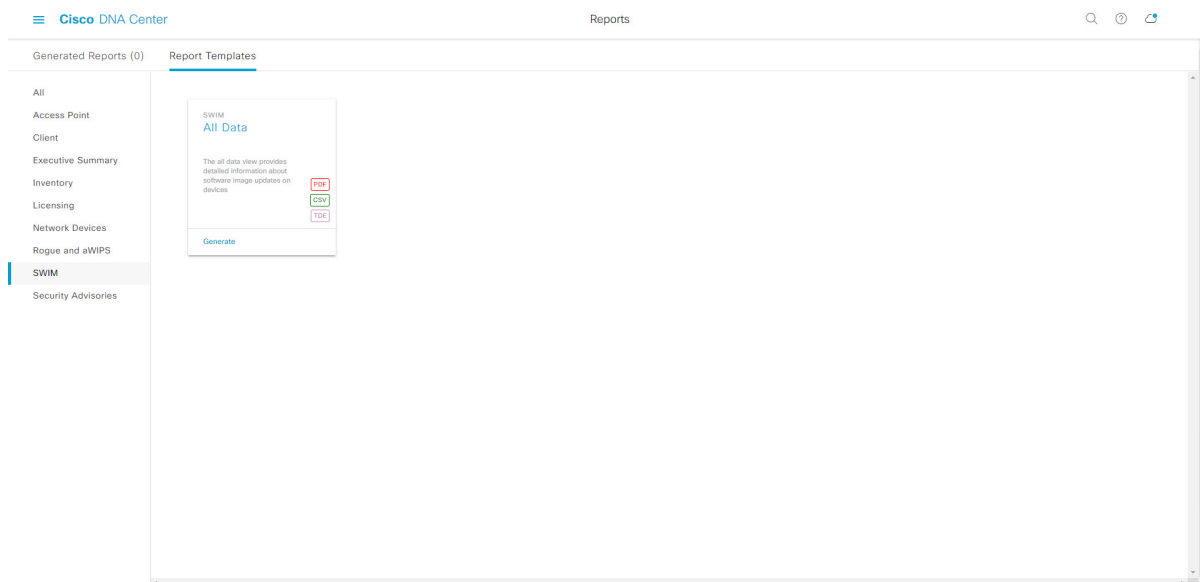 Cisco DNA Center
Reports
Generated Reports (0)
Report Templates
All
Access Point
Client
Executive Summary
Inventory
Licensing
Network Devices
Rogue and aWIPS
SWIM
Security Advisories
SWIM
All Data
The all data view provides
detailed information about
software image updates on
devices
PDF
CSV
TDE
Generate